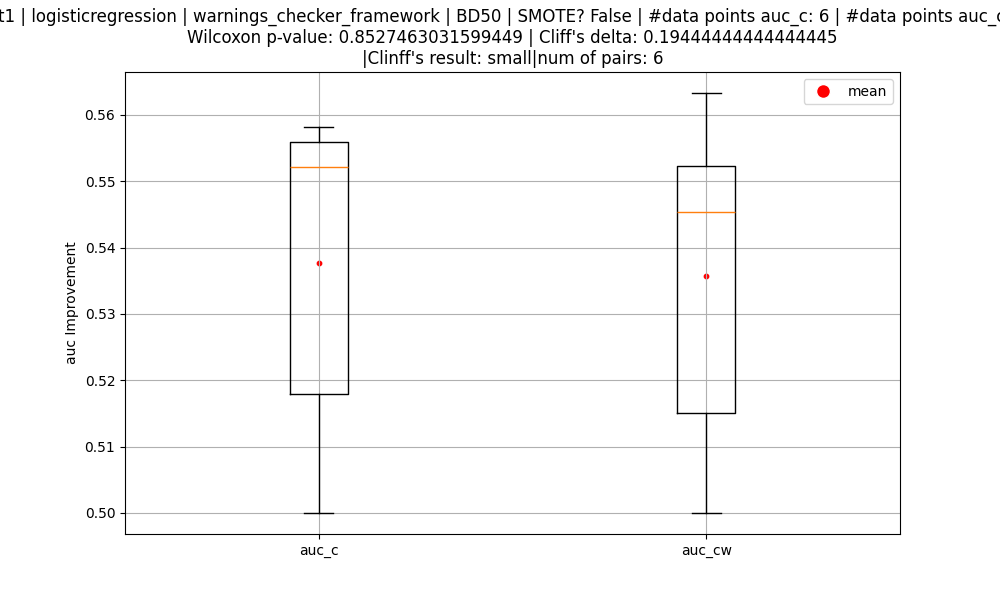 | logisticregression | warnings_checker_framework | BD50 | SMOTE? False | #data points auc_c: 6 | #data points
Wilcoxon p-value: 0.8527463031599449 | Cliff's delta: 0.19444444444444445
|Clinff's result: small|num of pairs: 6
mean
0.56
0.55
0.54
0.53
0.52
0.51
0.50
auc Improvement
auc_c
auc_cw